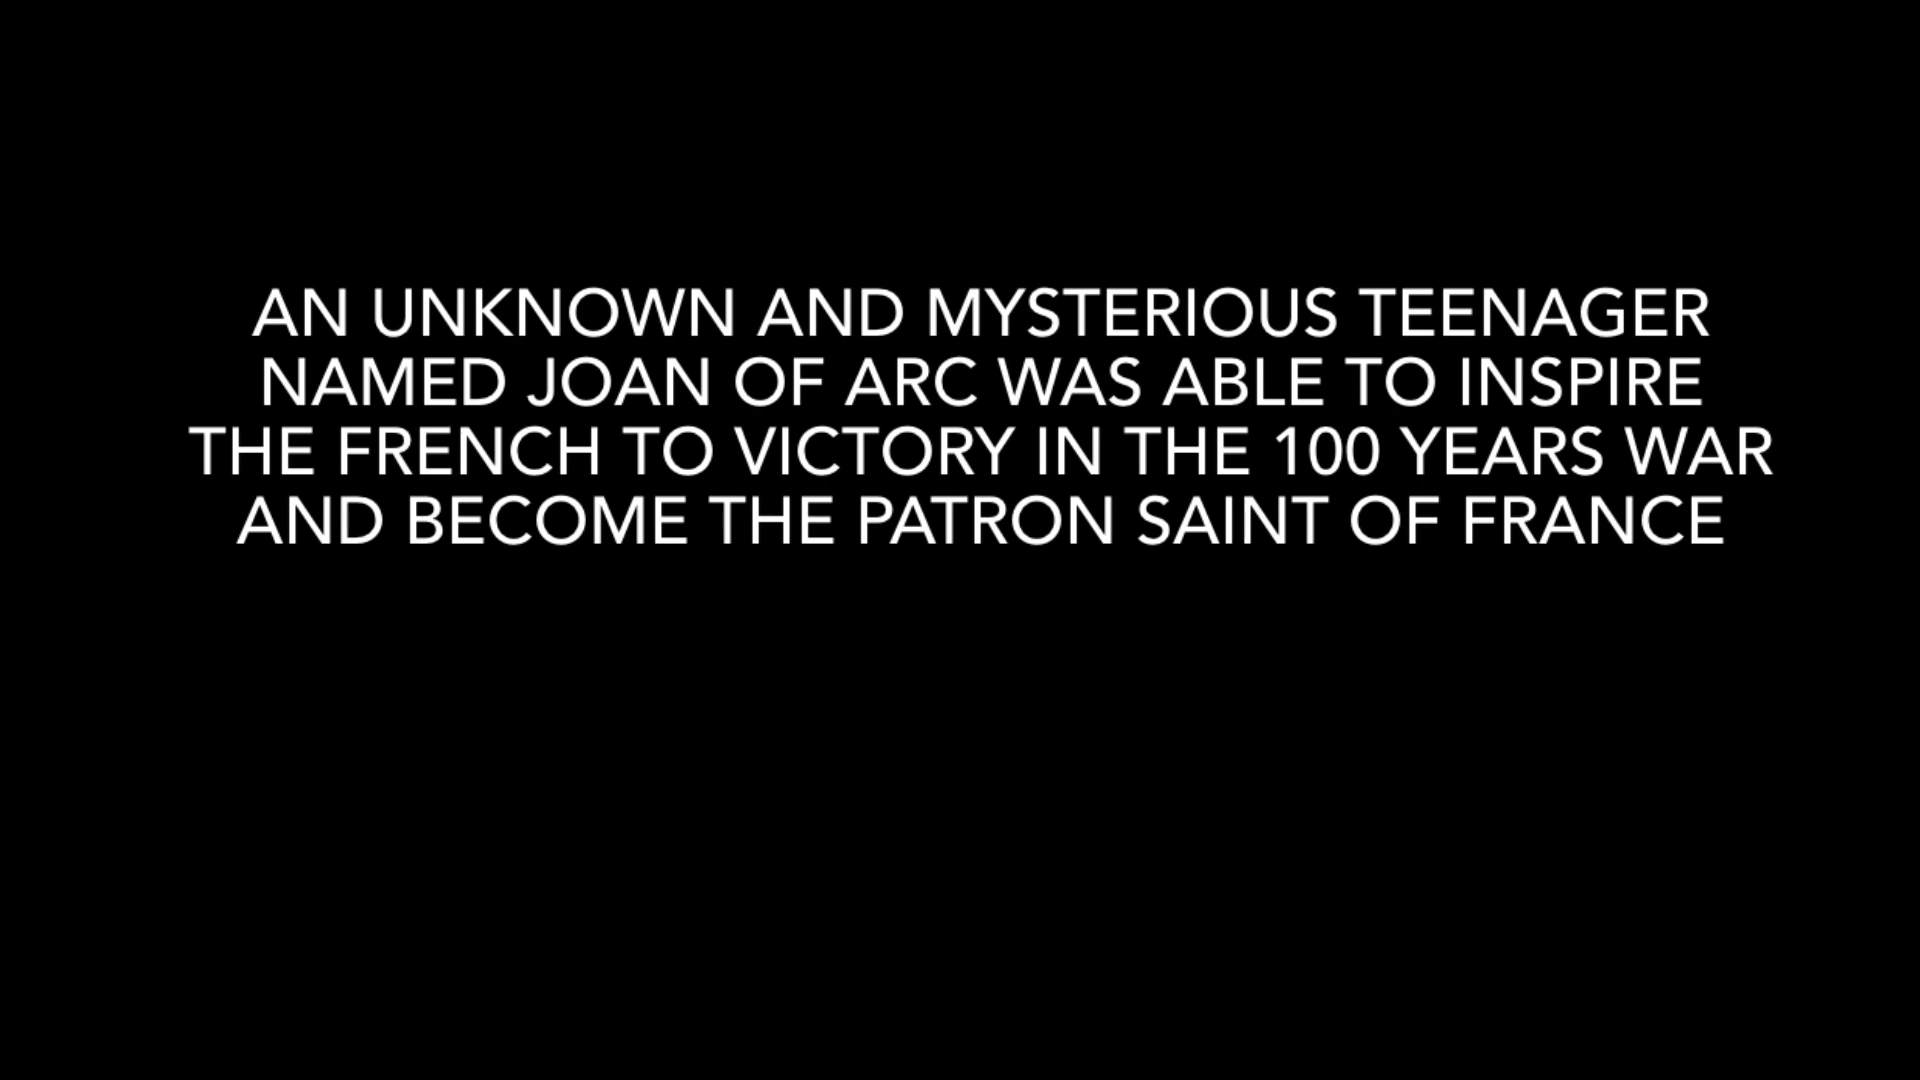 AN UNKNOWN AND MYSTERIOUS TEENAGER
NAMED JOAN OF ARC WAS ABLE TO INSPIRE
THE FRENCH TO VICTORY IN THE 100 YEARS WAR
AND BECOME THE PATRON SAINT OF FRANCE